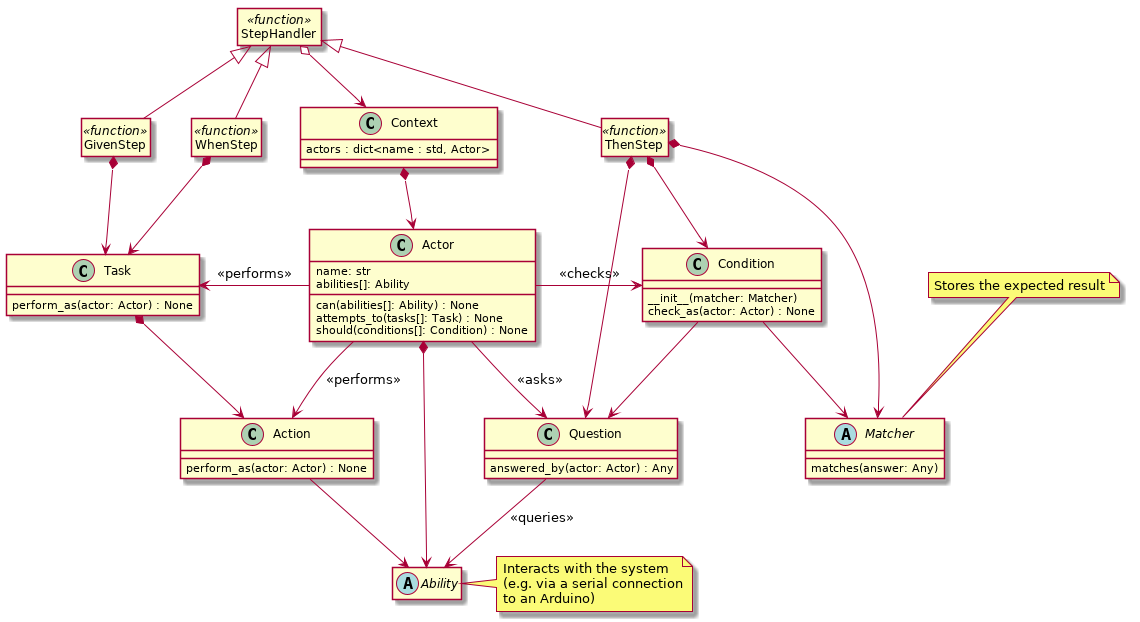 «function»
StepHandler
C Context
actors : dict<name : std, Actor>
«function»
GivenStep
«function»
WhenStep
«function»
ThenStep
C Task
perform_as(actor: Actor) : None
«performs»
C Actor
name: str
abilities[]: Ability
can(abilities[]: Ability) : None
attempts_to(tasks[]: Task) : None
should(conditions[]: Condition) : None
«checks»
C Condition
__init__(matcher: Matcher)
check_as(actor: Actor) : None
Stores the expected result
«performs»
«asks»
C Action
perform_as(actor: Actor) : None
C Question
answered_by(actor: Actor) : Any
A Matcher
matches(answer: Any)
«queries»
A Ability
Interacts with the system
(e.g. via a serial connection
to an Arduino)